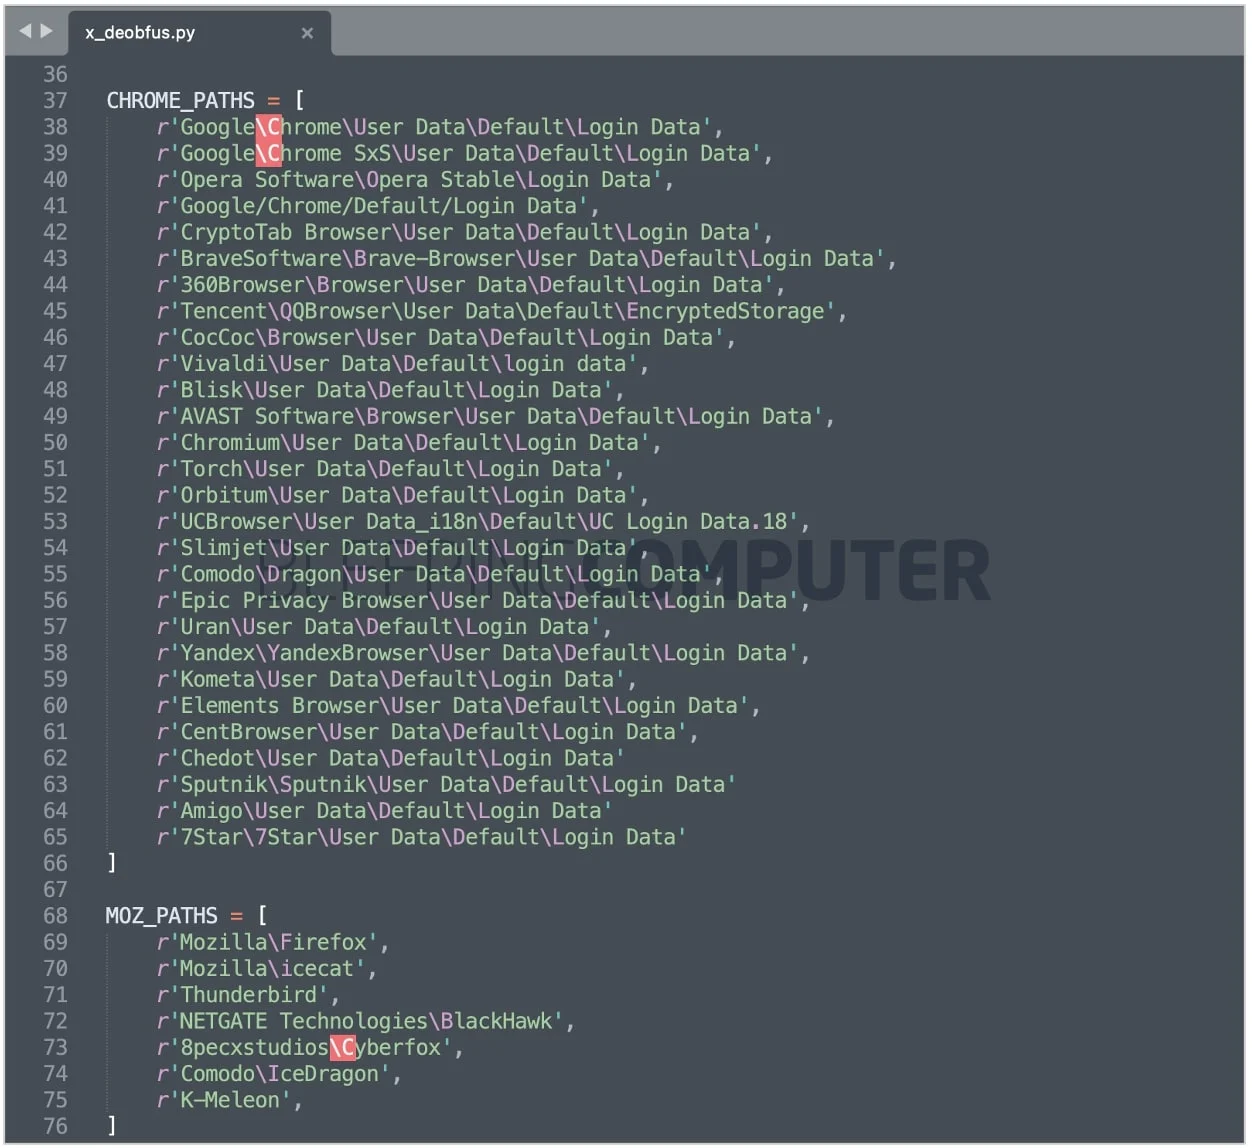 x_deobfus.py
36
37 CHROME_PATHS = [
38 r'Google\Chrome\User Data\Default\Login Data',
39 r'Google\Chrome SxS\User Data\Default\Login Data',
40 r'Opera Software\Opera Stable\Login Data',
41 r'Google/Chrome/Default/Login Data',
42 r'CryptoTab Browser\User Data\Default\Login Data',
43 r'BraveSoftware\Brave-Browser\User Data\Default\Login Data',
44 r'360Browser\Browser\User Data\Default\Login Data',
45 r'Tencent\QQBrowser\User Data\Default\EncryptedStorage',
46 r'CocCoc\Browser\User Data\Default\Login Data',
47 r'Vivaldi\User Data\Default\login data',
48 r'Blisk\User Data\Default\Login Data',
49 r'AVAST Software\Browser\User Data\Default\Login Data',
50 r'Chromium\User Data\Default\Login Data',
51 r'Torch\User Data\Default\Login Data',
52 r'Orbitum\User Data\Default\Login Data',
53 r'UCBrowser\User Data_i18n\Default\UC Login Data.18',
54 r'Slimjet\User Data\Default\Login Data',
55 r'Comodo\Dragon\User Data\Default\Login Data',
56 r'Epic Privacy Browser\User Data\Default\Login Data',
57 r'Uran\User Data\Default\Login Data',
58 r'Yandex\YandexBrowser\User Data\Default\Login Data',
59 r'Kometa\User Data\Default\Login Data',
60 r'Elements Browser\User Data\Default\Login Data',
61 r'CentBrowser\User Data\Default\Login Data',
62 r'Chedot\User Data\Default\Login Data'
63 r'Sputnik\Sputnik\User Data\Default\Login Data'
64 r'Amigo\User Data\Default\Login Data'
65 r'7Star\7Star\User Data\Default\Login Data'
66 ]
67
68 MOZ_PATHS = [
69 r'Mozilla\Firefox',
70 r'Mozilla\icecat',
71 r'Thunderbird',
72 r'NETGATE Technologies\BlackHawk',
73 r'8pecxstudios\Cyberfox',
74 r'Comodo\IceDragon',
75 r'K-Meleon',
76 ]
BLEEPINGCOMPUTER